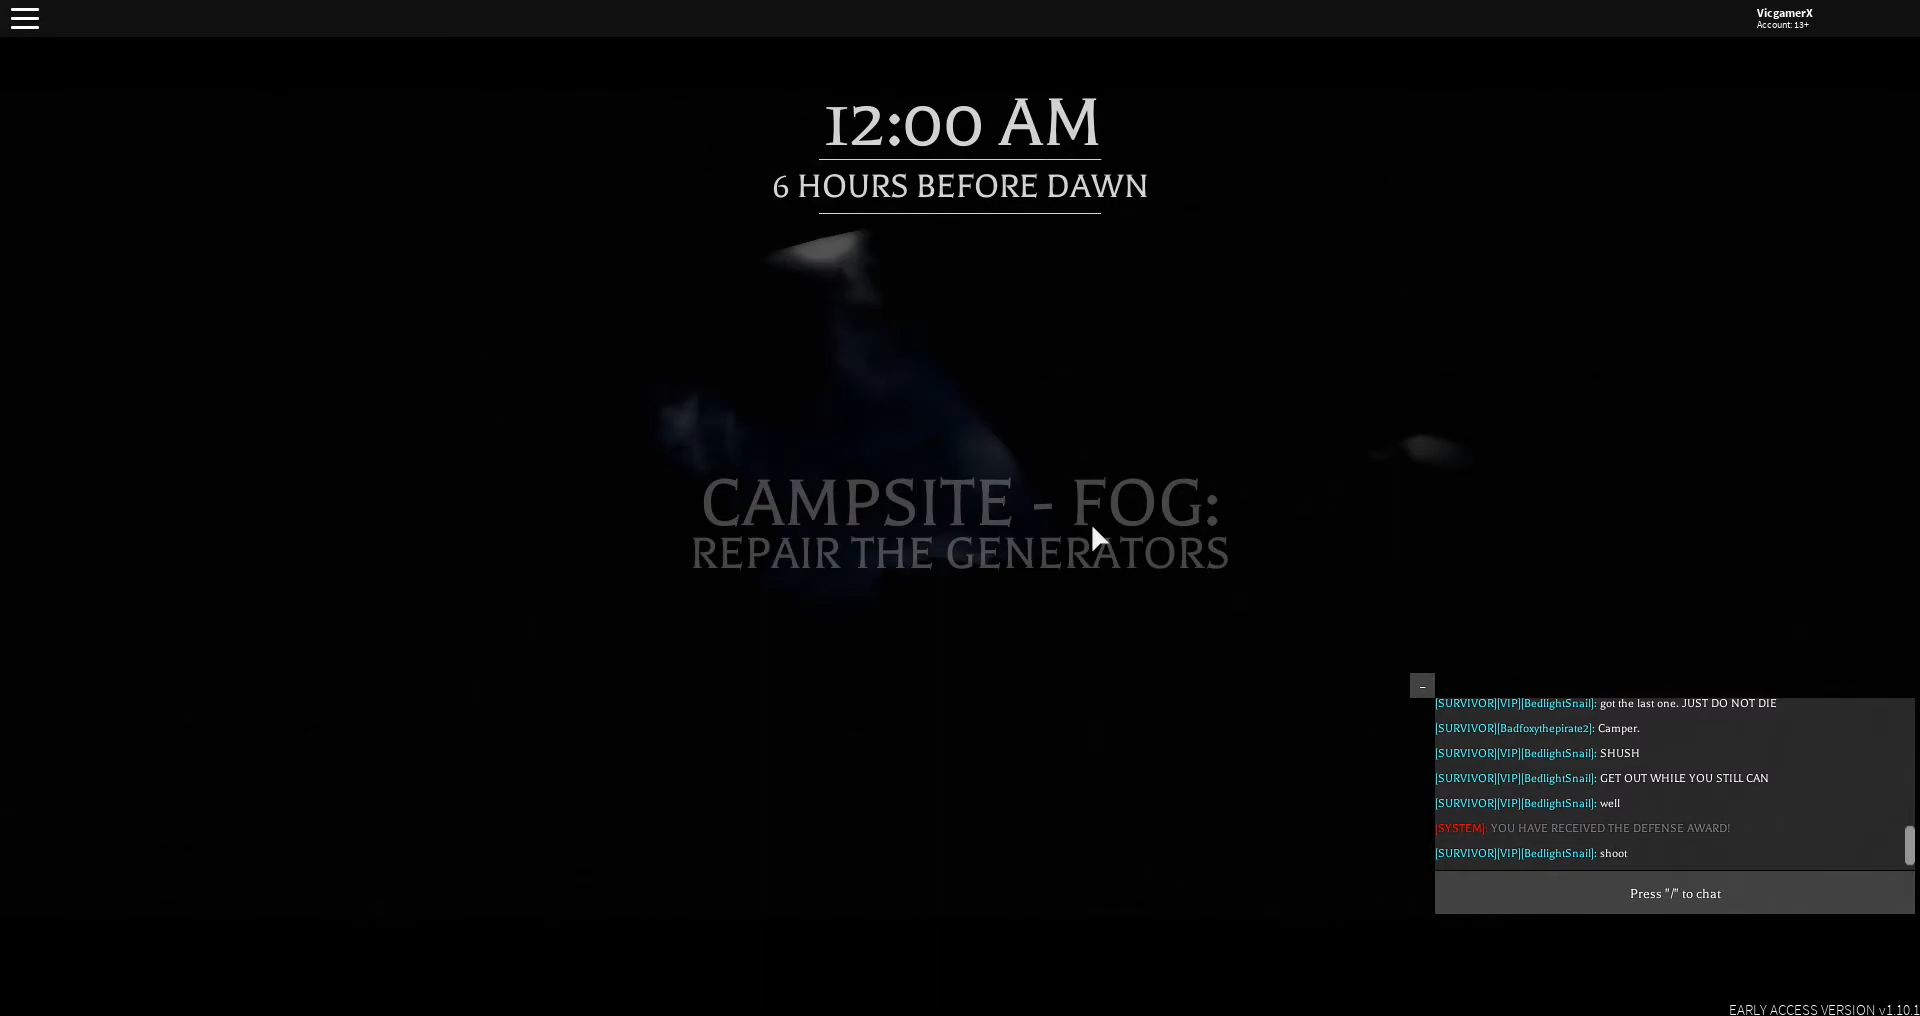 VicgamerX
Account: 13+
12:00 AM
6 HOURS BEFORE DAWN
CAMPSITE - FOG:
REPAIR THE GENERATORS
-
[SURVIVOR][VIP][BedlightSnail]: got the last one. JUST DO NOT DIE
[SURVIVOR][Badfoxythepirate2]: Camper.
[SURVIVOR][VIP][BedlightSnail]: SHUSH
[SURVIVOR][VIP][BedlightSnail]: GET OUT WHILE YOU STILL CAN
[SURVIVOR][VIP][BedlightSnail]: well
[SYSTEM]: YOU HAVE RECEIVED THE DEFENSE AWARD!
[SURVIVOR][VIP][BedlightSnail]: shoot
Press "/" to chat
EARLY ACCESS VERSION v1.10.1